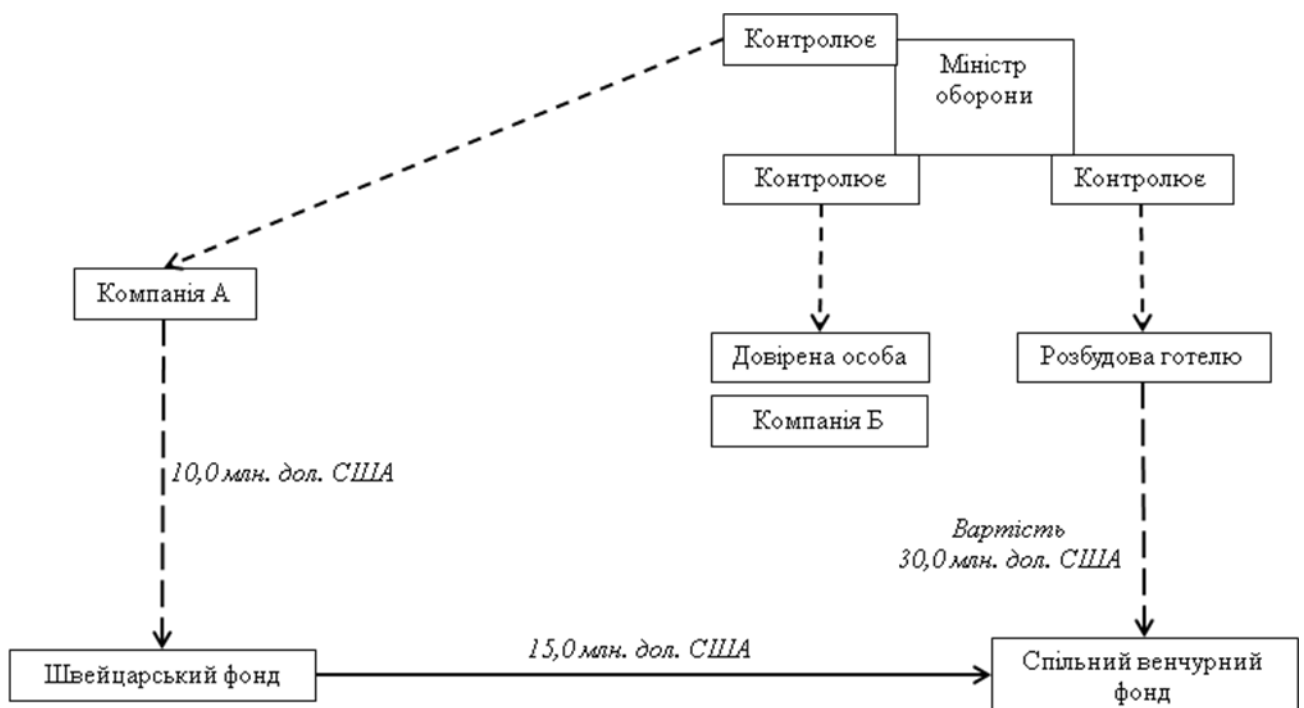 Контролює
Міністр
оборони
Контролює
Контролює
Компанія А
Довірена особа
Розбудова готелю
Компанія Б
10,0 млн. дол. США
Вартість
30,0 млн. дол. США
15,0 млн. дол. США
Швейцарський фонд
Спільний венчурний
фонд